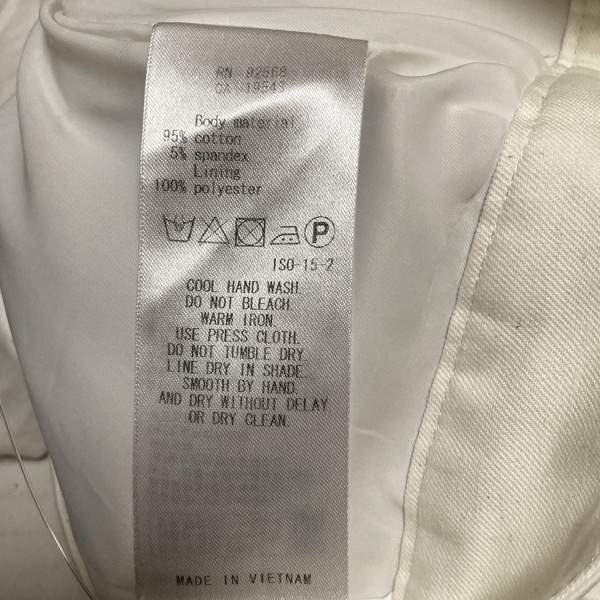 RN 92568
CA 19543
Body material
95% cotton
5% spandex
Lining
100% polyester
P
ISO-15-2
COOL HAND WASH.
DO NOT BLEACH.
WARM IRON.
USE PRESS CLOTH.
DO NOT TUMBLE DRY.
LINE DRY IN SHADE.
SMOOTH BY HAND.
AND DRY WITHOUT DELAY
OR DRY CLEAN.
MADE IN VIETNAM